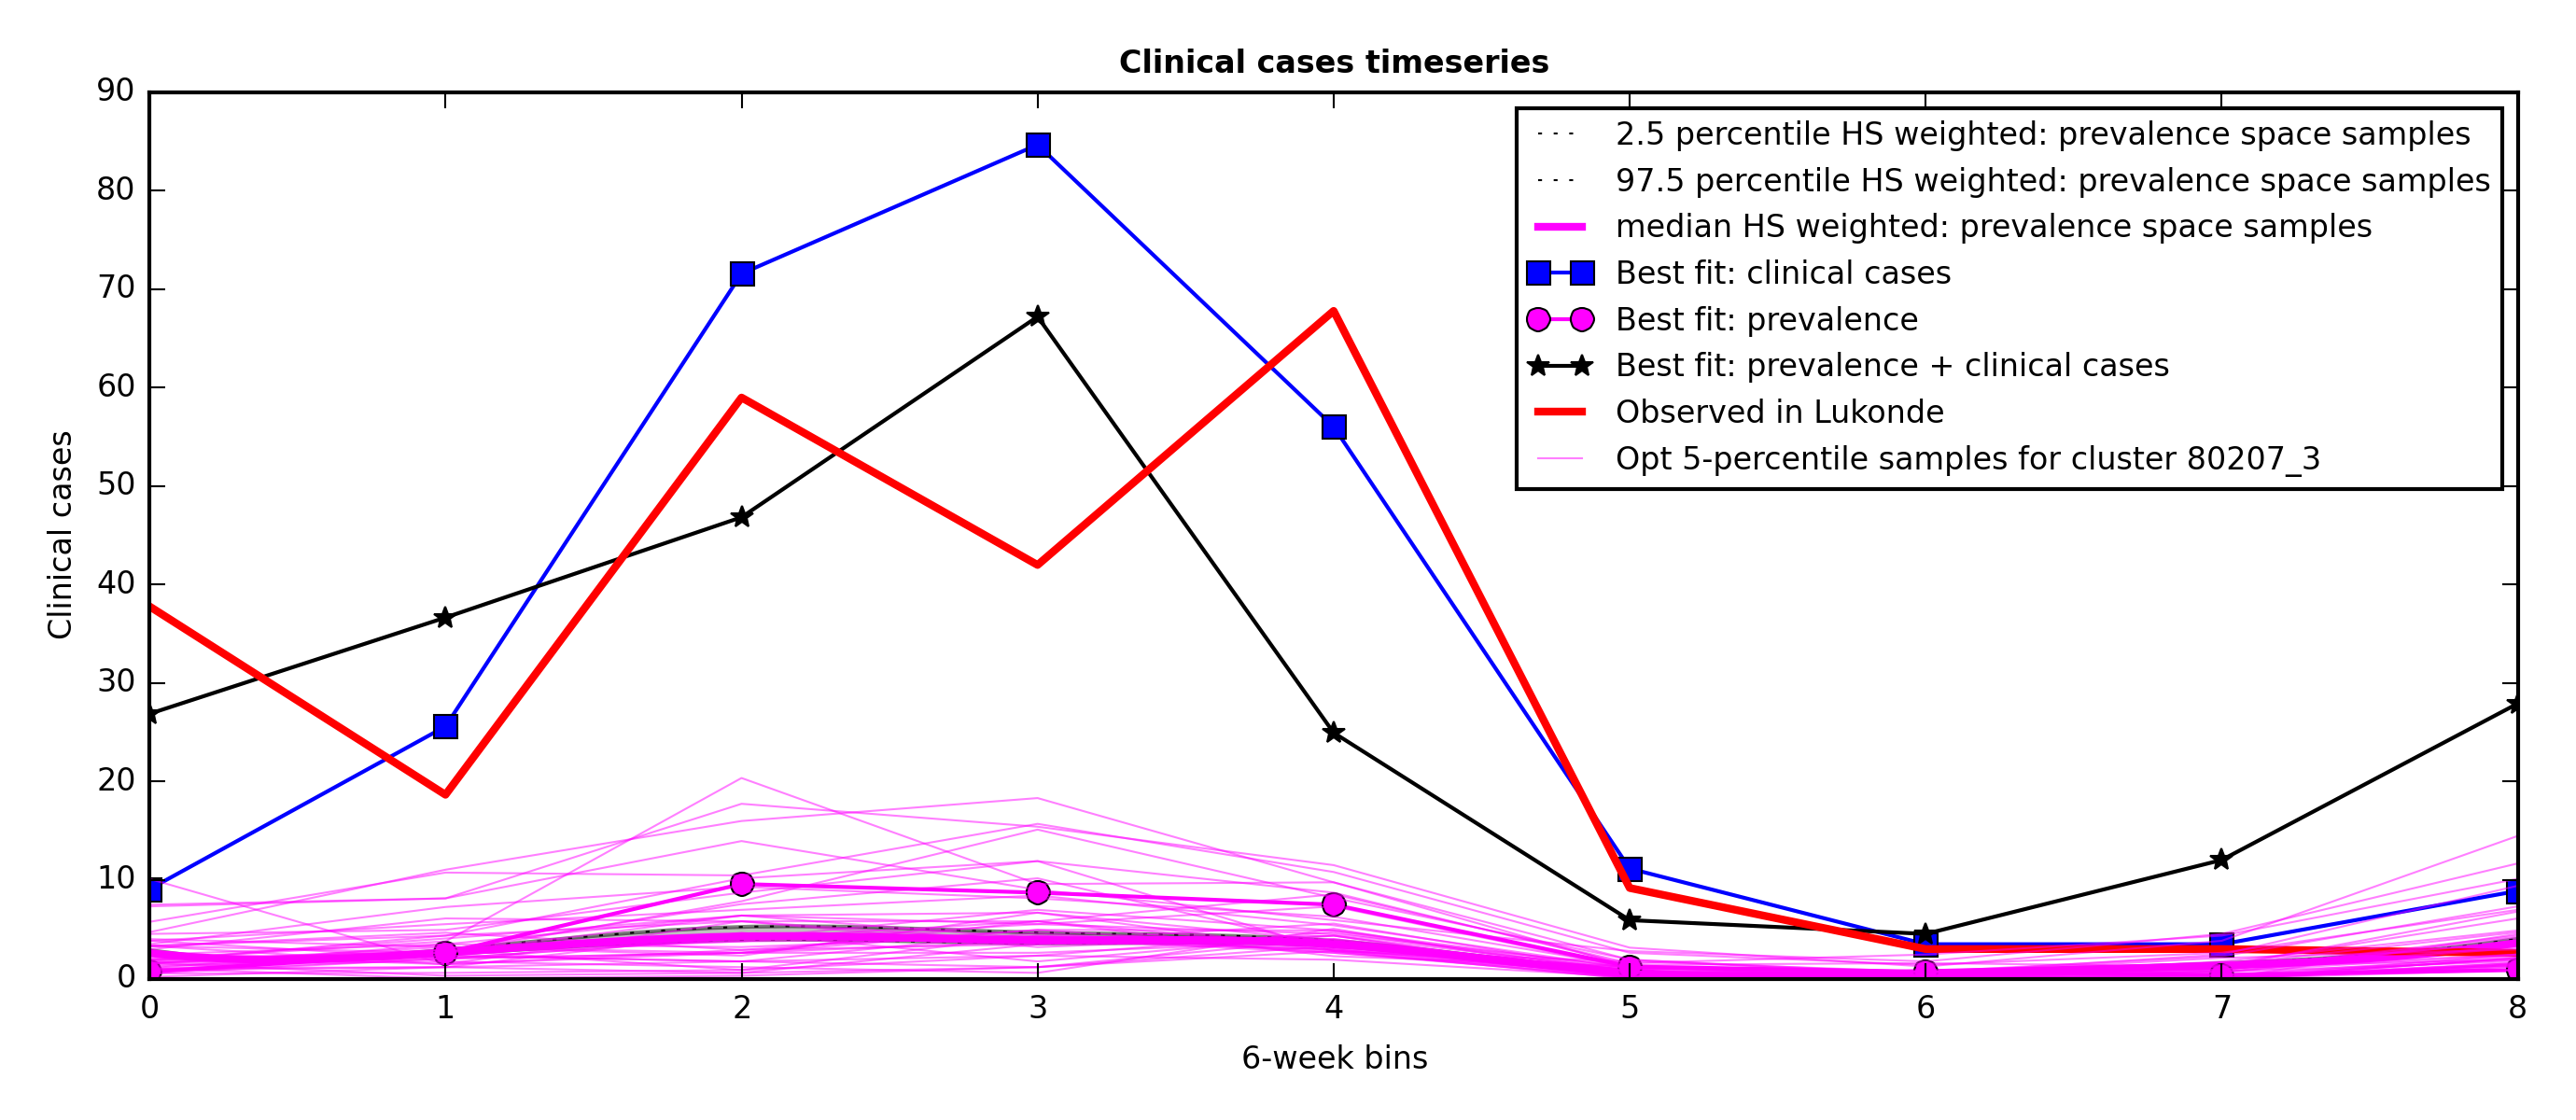 Clinical cases timeseries
90
80
70
60
50
40
30
20
10
0
Clinical cases
2.5 percentile HS weighted: prevalence space samples
97.5 percentile HS weighted: prevalence space samples
median HS weighted: prevalence space samples
Best fit: clinical cases
Best fit: prevalence
Best fit: prevalence + clinical cases
Observed in Lukonde
Opt 5-percentile samples for cluster 80207_3
0 1 2 3 4 5 6 7 8
6-week bins